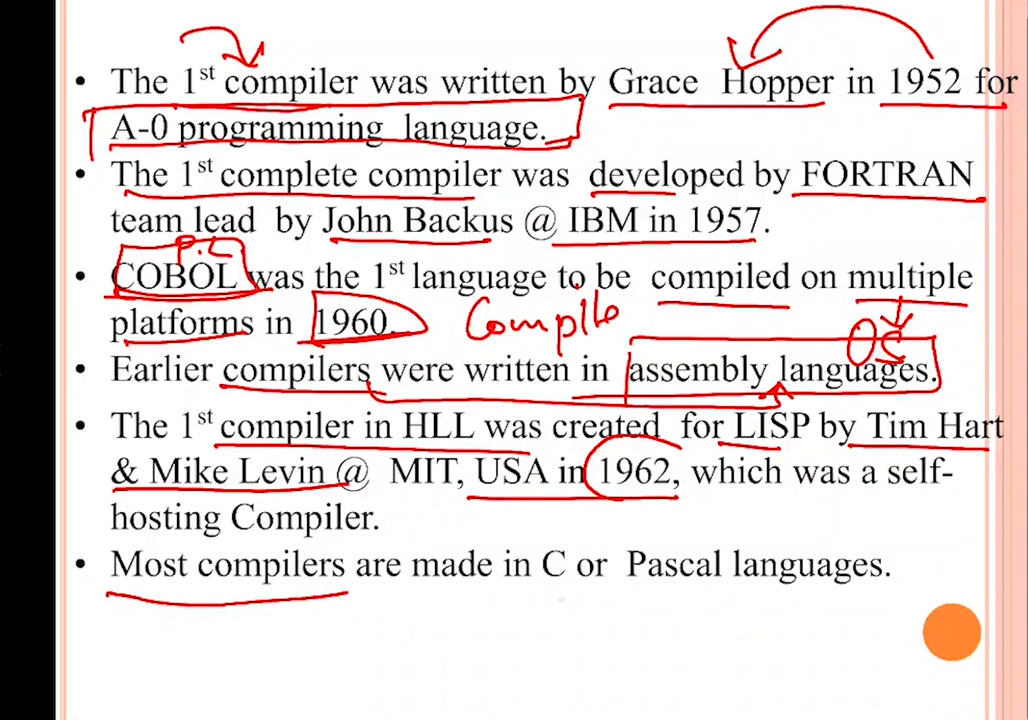 • The 1st compiler was written by Grace Hopper in 1952 for
A-0 programming language.
• The 1st complete compiler was developed by FORTRAN
team lead by John Backus @ IBM in 1957.
P.L
• COBOL was the 1st language to be compiled on multiple
platforms in 1960. Compile
OS
• Earlier compilers were written in assembly languages.
• The 1st compiler in HLL was created for LISP by Tim Hart
& Mike Levin @ MIT, USA in 1962, which was a self-
hosting Compiler.
• Most compilers are made in C or Pascal languages.